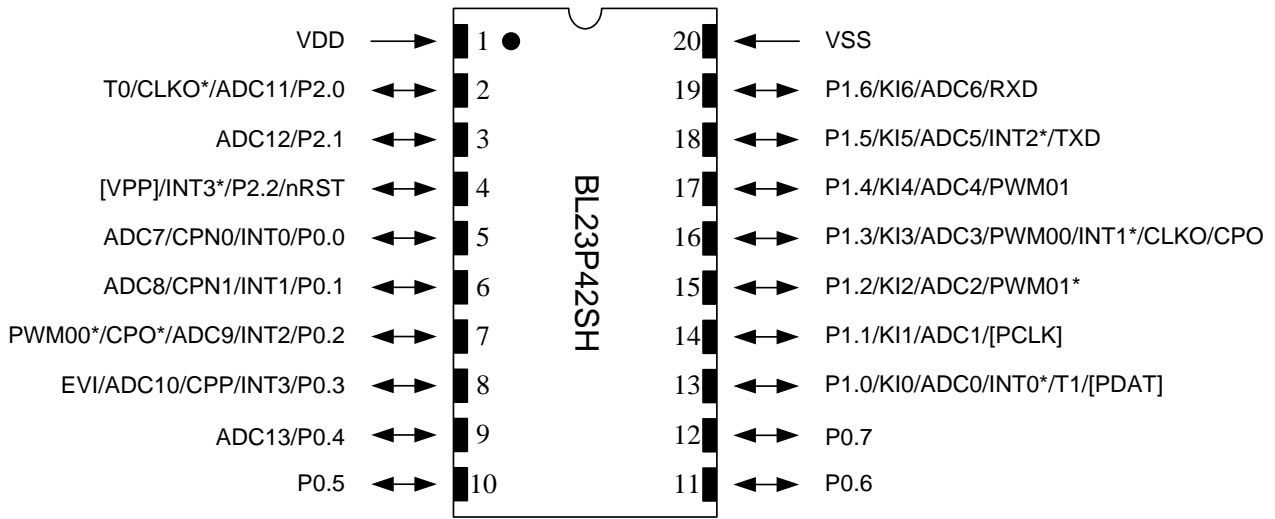 VDD 1 20 VSS
T0/CLKO*/ADC11/P2.0 2 19 P1.6/KI6/ADC6/RXD
ADC12/P2.1 3 18 P1.5/KI5/ADC5/INT2*/TXD
[VPP]/INT3*/P2.2/nRST 4 17 P1.4/KI4/ADC4/PWM01
ADC7/CPN0/INT0/P0.0 5 16 P1.3/KI3/ADC3/PWM00/INT1*/CLKO/CPO
ADC8/CPN1/INT1/P0.1 6 15 P1.2/KI2/ADC2/PWM01*
PWM00*/CPO*/ADC9/INT2/P0.2 7 14 P1.1/KI1/ADC1/[PCLK]
EVI/ADC10/CPP/INT3/P0.3 8 13 P1.0/KI0/ADC0/INT0*/T1/[PDAT]
ADC13/P0.4 9 12 P0.7
P0.5 10 11 P0.6
BL23P42SH